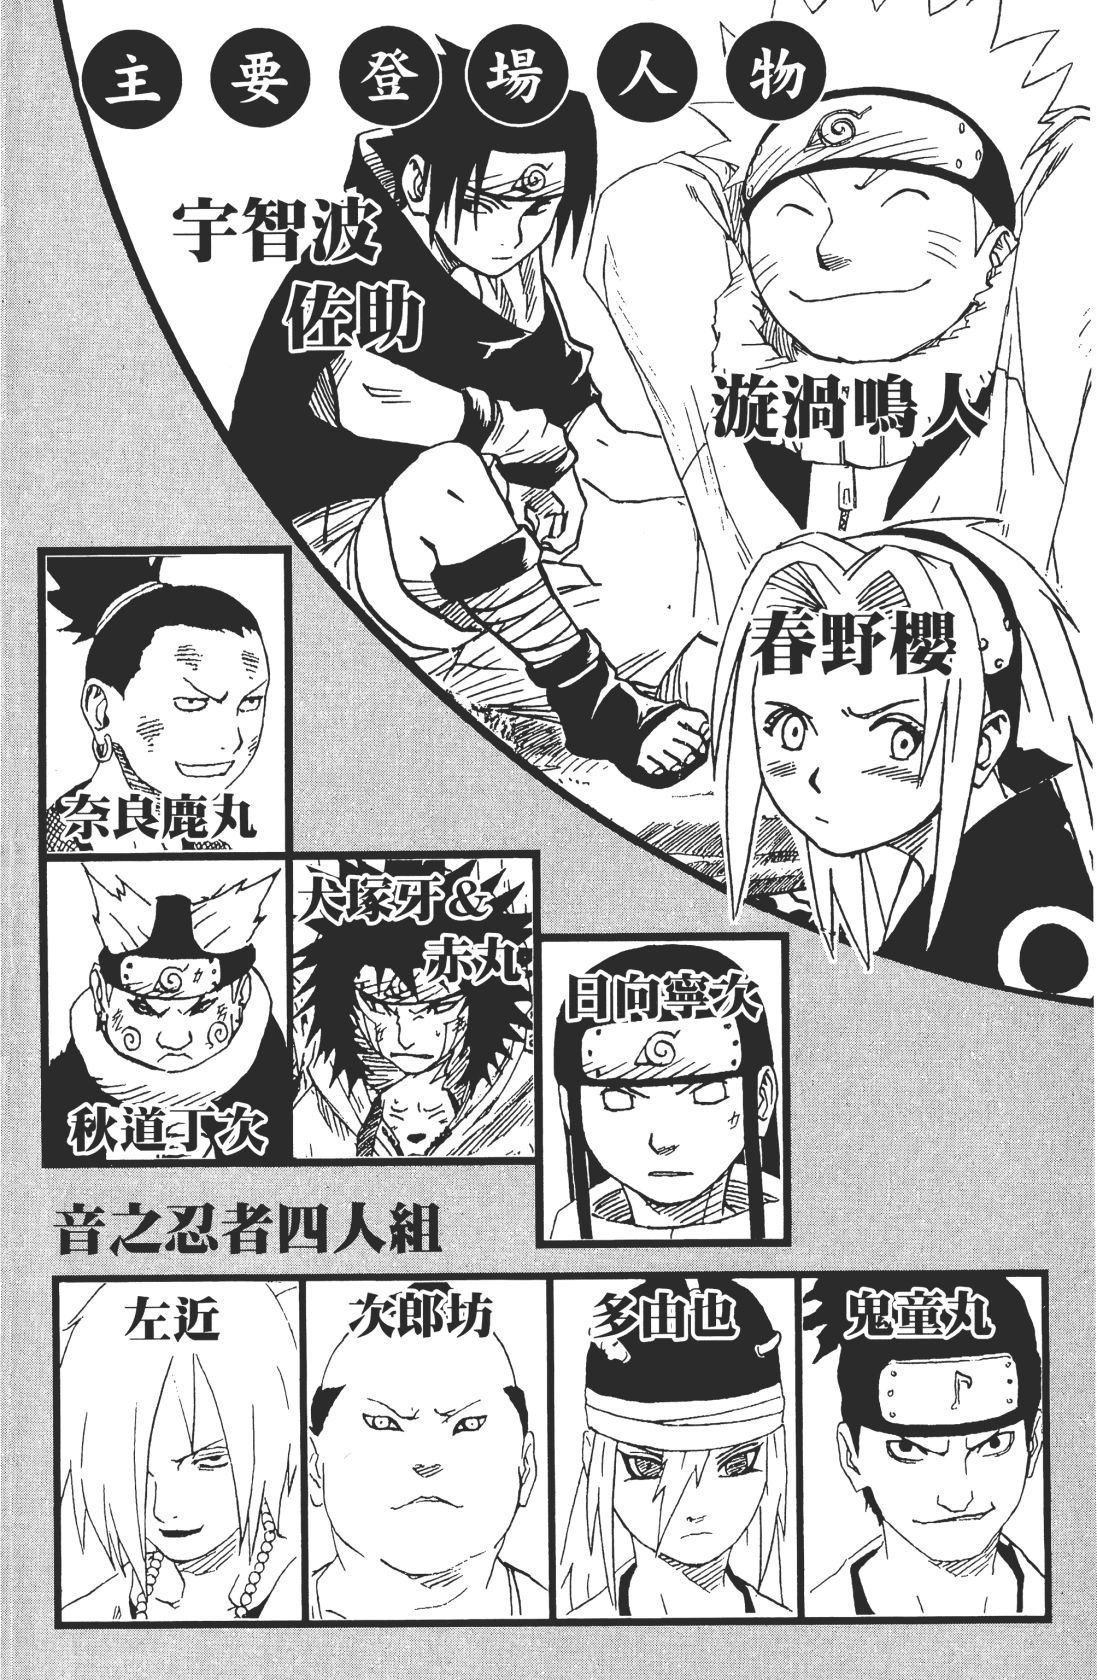 主要登場人物
宇智波
佐助
漩渦鳴人
春野櫻
奈良鹿丸
秋道丁次
犬塚牙&
赤丸
日向寧次
音之忍者四人組
左近
次郎坊
多由也
鬼童丸